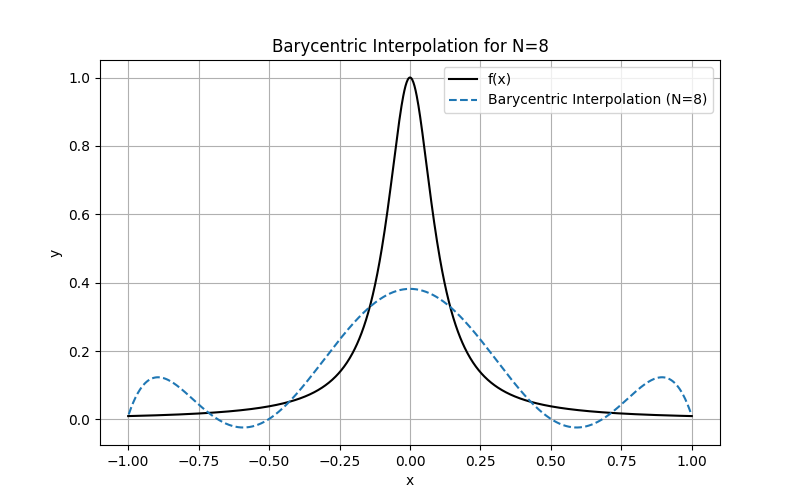 Barycentric Interpolation for N=8
f(x)
Barycentric Interpolation (N=8)
y
1.0
0.8
0.6
0.4
0.2
0.0
−1.00 −0.75 −0.50 −0.25 0.00 0.25 0.50 0.75 1.00
x